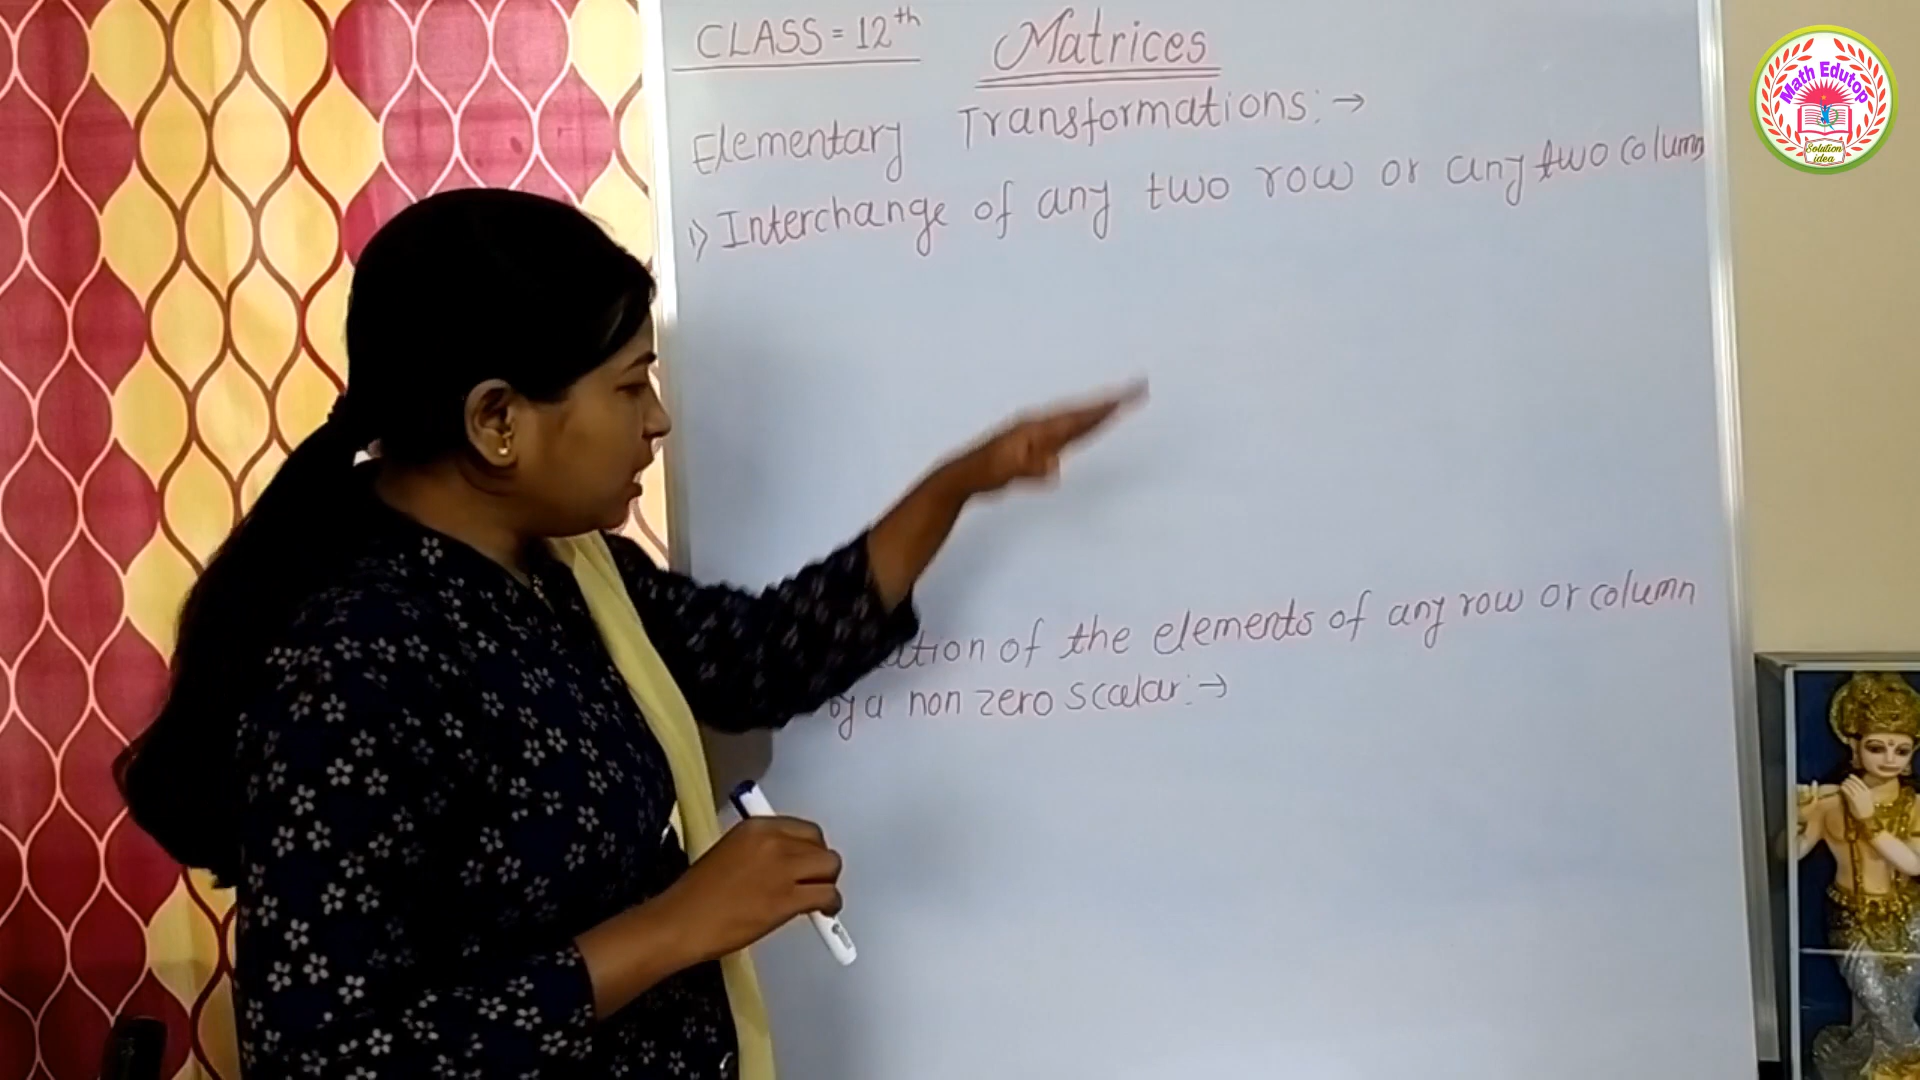 CLASS = 12th
Matrices
Elementary Transformations:→
1) Interchange of any two row or any two column
of the elements of any row or column
by a non zero scalar:→
Math Edutop
Solution
idea